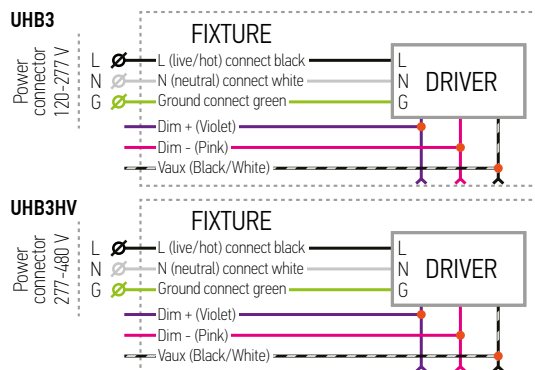 UHB3
FIXTURE
Power
connector
120-277 V
L
N
G
L (live/hot) connect black
N (neutral) connect white
Ground connect green
L
N
G
DRIVER
Dim + (Violet)
Dim - (Pink)
Vaux (Black/White)
UHB3HV
FIXTURE
Power
connector
277-480 V
L
N
G
L (live/hot) connect black
N (neutral) connect white
Ground connect green
L
N
G
DRIVER
Dim + (Violet)
Dim - (Pink)
Vaux (Black/White)